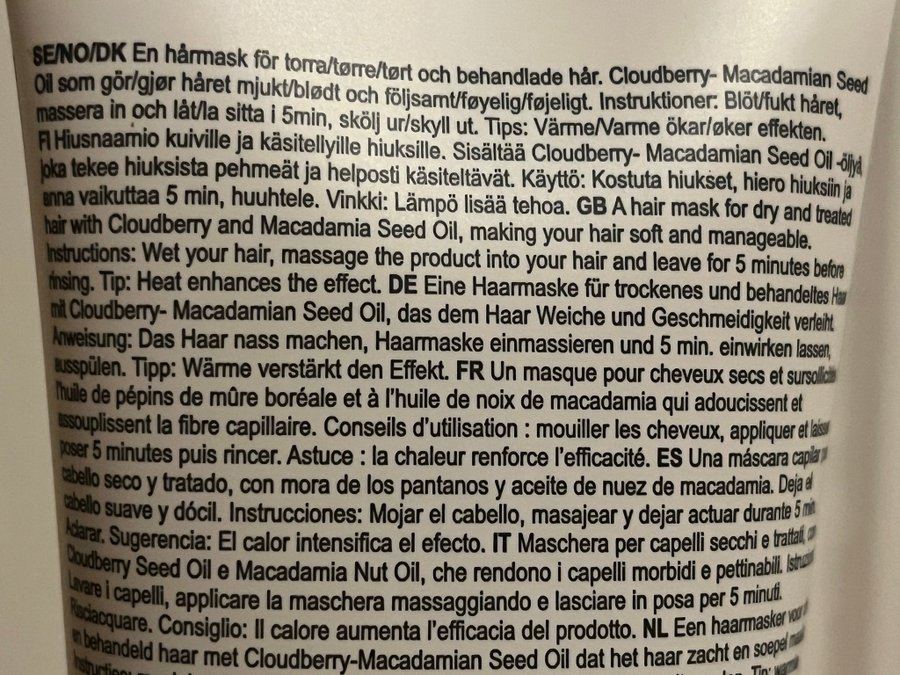 SE/NO/DK En hårmask för torra/tørre/tørt och behandlade hår. Cloudberry- Macadamian Seed
Oil som gör/gjør håret mjukt/blødt och följsamt/føyelig/føjeligt. Instruktioner: Blöt/fukt håret,
massera in och låt/la sitta i 5min, skölj ur/skyll ut. Tips: Värme/Varme ökar/øker effekten.
FI Hiusnaamio kuiville ja käsitellyille hiuksille. Sisältää Cloudberry- Macadamian Seed Oil -öljyä,
joka tekee hiuksista pehmeät ja helposti käsiteltävät. Käyttö: Kostuta hiukset, hiero hiuksiin ja
anna vaikuttaa 5 min, huuhtele. Vinkki: Lämpö lisää tehoa. GB A hair mask for dry and treated
hair with Cloudberry and Macadamia Seed Oil, making your hair soft and manageable.
Instructions: Wet your hair, massage the product into your hair and leave for 5 minutes before
rinsing. Tip: Heat enhances the effect. DE Eine Haarmaske für trockenes und behandeltes
mit Cloudberry- Macadamian Seed Oil, das dem Haar Weiche und Geschmeidigkeit verleiht.
Anweisung: Das Haar nass machen, Haarmaske einmassieren und 5 min. einwirken lassen,
ausspülen. Tipp: Wärme verstärkt den Effekt. FR Un masque pour cheveux secs et
l'huile de pépins de mûre boréale et à l'huile de noix de macadamia qui adoucissent et
assouplissent la fibre capillaire. Conseils d'utilisation : mouiller les cheveux, appliquer et laisser
poser 5 minutes puis rincer. Astuce : la chaleur renforce l'efficacité. ES Una máscara capilar
cabello seco y tratado, con mora de los pantanos y aceite de nuez de macadamia. Deja el
cabello suave y dócil. Instrucciones: Mojar el cabello, masajear y dejar actuar durante 5 min.
Aclarar. Sugerencia: El calor intensifica el efecto. IT Maschera per capelli secchi e trattati, con
Cloudberry Seed Oil e Macadamia Nut Oil, che rendono i capelli morbidi e pettinabili.
Lavare i capelli, applicare la maschera massaggiando e lasciare in posa per 5 minuti.
Risciacquare. Consiglio: Il calore aumenta l'efficacia del prodotto. NL Een haarmasker voor
en behandeld haar met Cloudberry-Macadamian Seed Oil dat het haar zacht en soepel